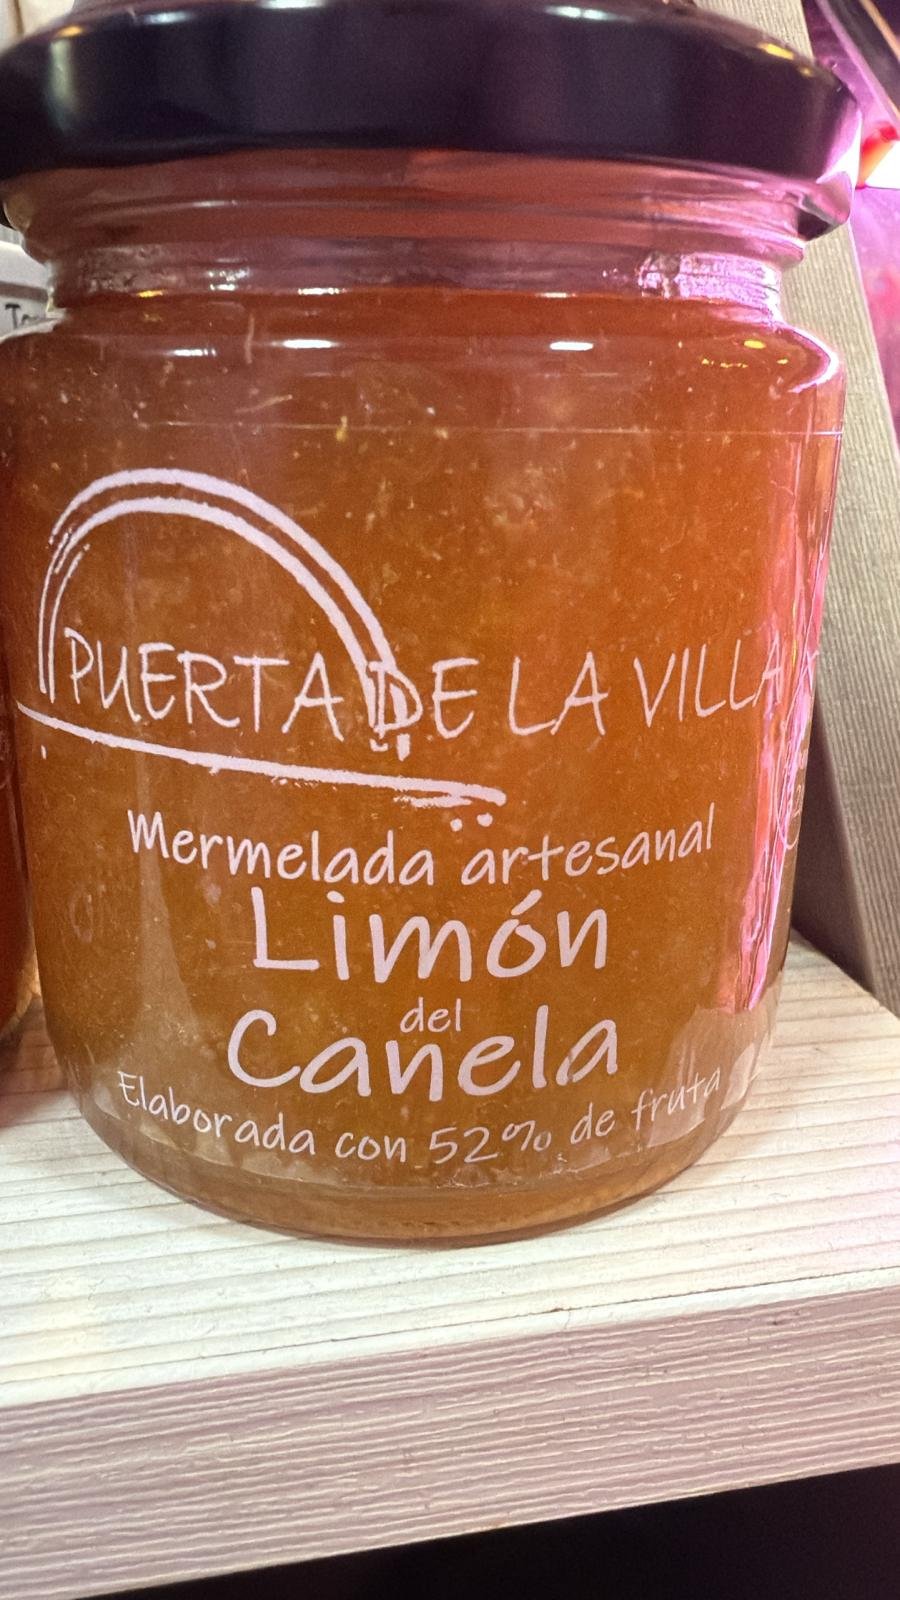 PUERTA DE LA VILLA
Mermelada artesanal
Limón
del
Canela
Elaborada con 52% de fruta